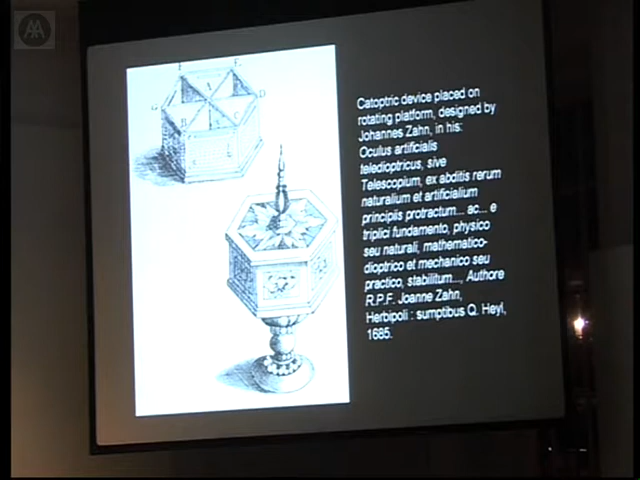 AA
Catoptric device placed on
rotating platform, designed by
Johannes Zahn, in his:
Oculus artificialis
teledioptricus, sive
Telescopium, ex abditis rerum
naturalium et artificialium
principiis protractum... ac... e
triplici fundamento, physico
seu naturali, mathematico-
dioptrico et mechanico seu
practico, stabilitum..., Authore
R.P.F. Joanne Zahn,
Herbipoli : sumptibus Q. Heyl,
1685.